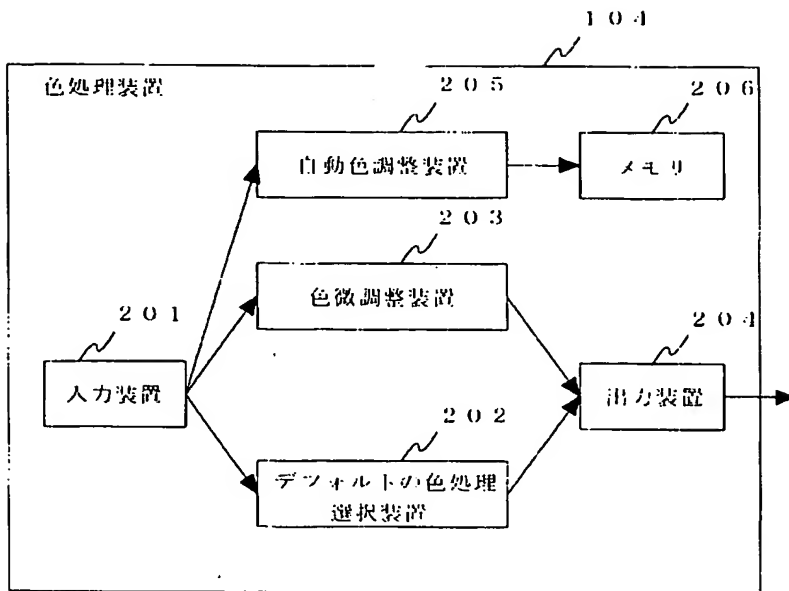 １０４
色処理装置
２０５
２０６
自動色調整装置
メモリ
２０３
色微調整装置
２０１
２０４
入力装置
出力装置
２０２
デフォルトの色処理
選択装置